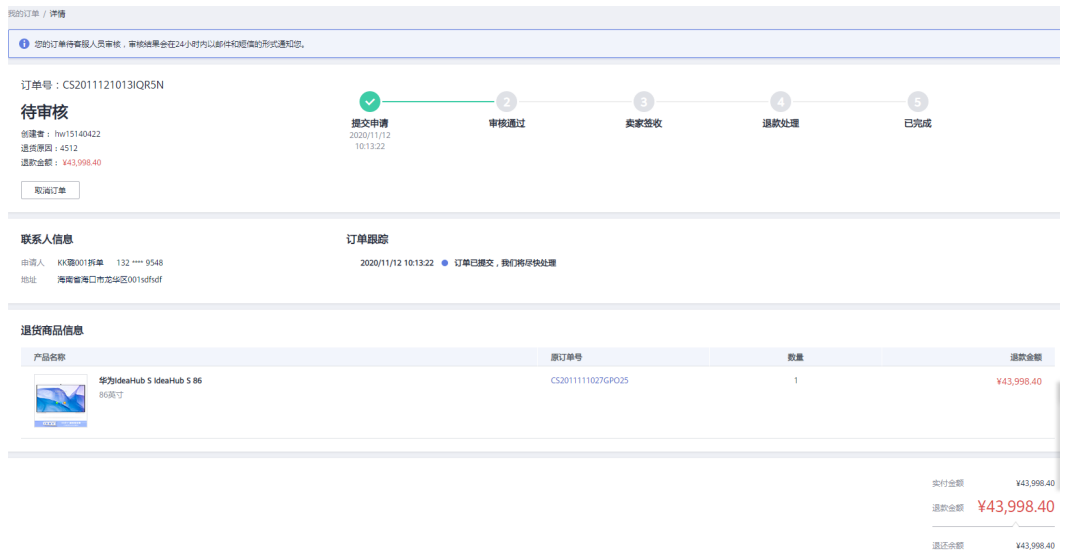 我的订单 / 详情
您的订单待客服人员审核，审核结果会在24小时内以邮件和短信的形式通知您。
订单号：CS2011121013IQR5N
待审核
创建者： hw15140422
退货原因：4512
退款金额： ¥43,998.40
取消订单
2
3
4
5
提交申请
审核通过
卖家签收
退款处理
已完成
2020/11/12
10:13:22
联系人信息
申请人 KK璐001拆单 132 **** 9548
地址 海南省海口市龙华区001sdfsdf
订单跟踪
2020/11/12 10:13:22 订单已提交，我们将尽快处理
退货商品信息
产品名称 原订单号 数量 退款金额
华为IdeaHub S IdeaHub S 86 CS2011111027GPO25 1 ¥43,998.40
86英寸
实付金额 ¥43,998.40
退款金额 ¥43,998.40
退还余额 ¥43,998.40